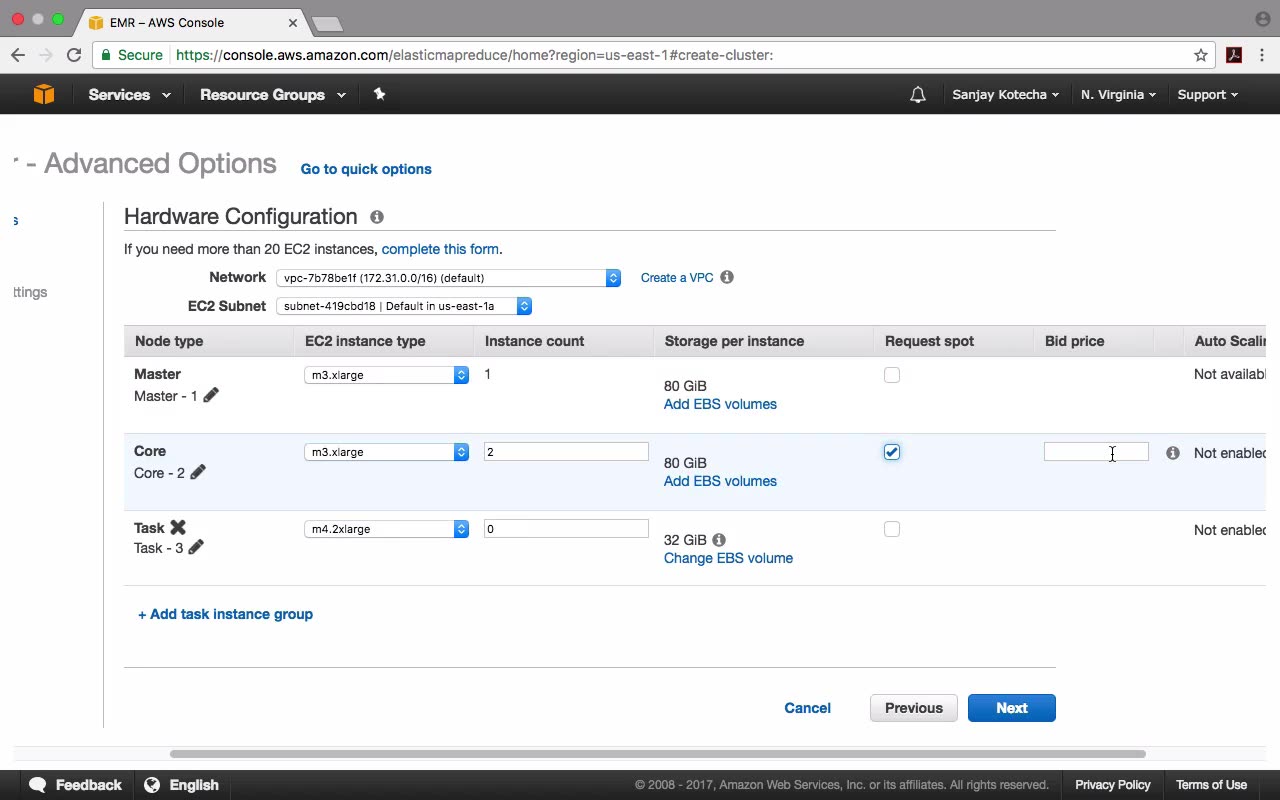 EMR – AWS Console
Secure https://console.aws.amazon.com/elasticmapreduce/home?region=us-east-1#create-cluster:
Services Resource Groups Sanjay Kotecha N. Virginia Support
r - Advanced Options Go to quick options
s
ttings
Hardware Configuration
If you need more than 20 EC2 instances, complete this form.
Network vpc-7b78be1f (172.31.0.0/16) (default) Create a VPC
EC2 Subnet subnet-419cbd18 | Default in us-east-1a
Node type EC2 instance type Instance count Storage per instance Request spot Bid price Auto Scalin
Master m3.xlarge 1 Not availabl
Master - 1 80 GiB
Add EBS volumes
Core m3.xlarge 2 Not enabled
Core - 2 80 GiB
Add EBS volumes
Task m4.2xlarge 0 Not enabled
Task - 3 32 GiB
Change EBS volume
+ Add task instance group
Cancel Previous Next
Feedback English © 2008 - 2017, Amazon Web Services, Inc. or its affiliates. All rights reserved. Privacy Policy Terms of Use